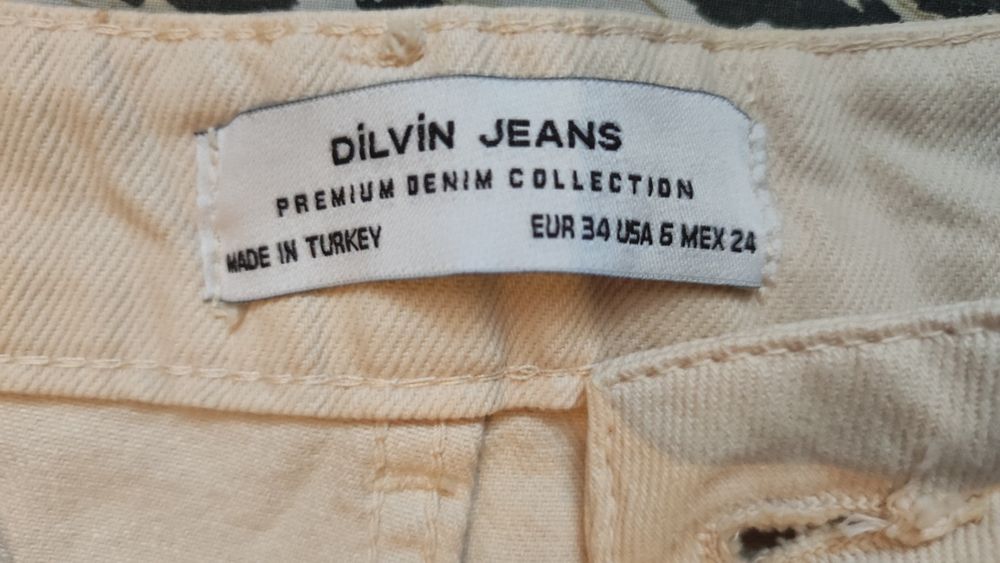 DİLVİN JEANS
PREMIUM DENIM COLLECTION
MADE IN TURKEY
EUR 34 USA 6 MEX 24